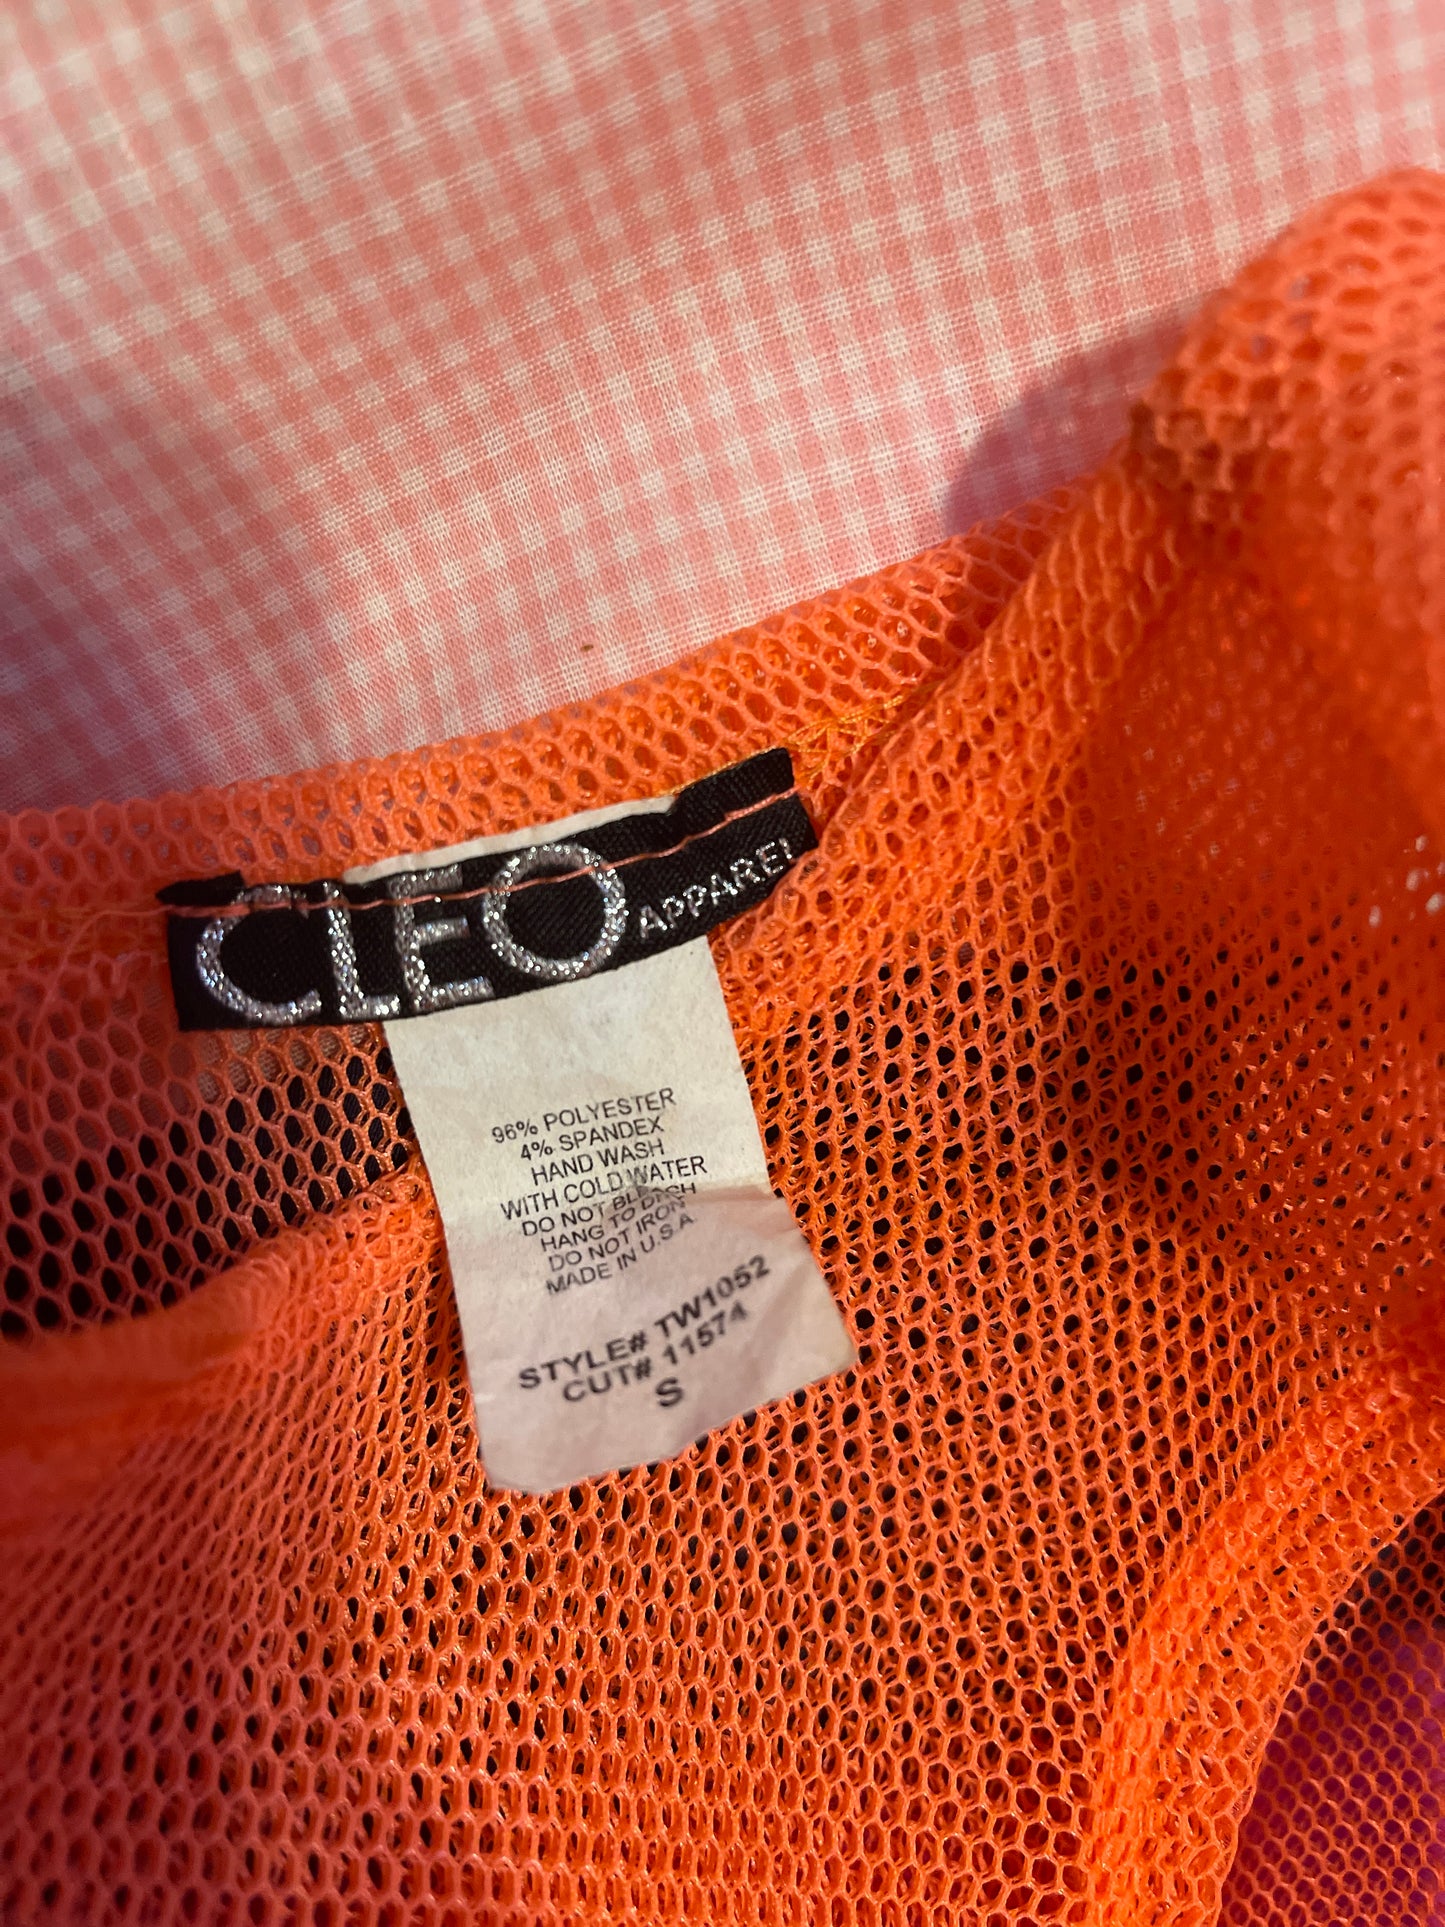 CLEO APPAREL
96% POLYESTER
4% SPANDEX
HAND WASH
WITH COLD WATER
DO NOT BLEACH
HANG TO DRSH
DO NOT IRON
MADE IN U.S.A
STYLE# TW1052
CUT# 11574
S